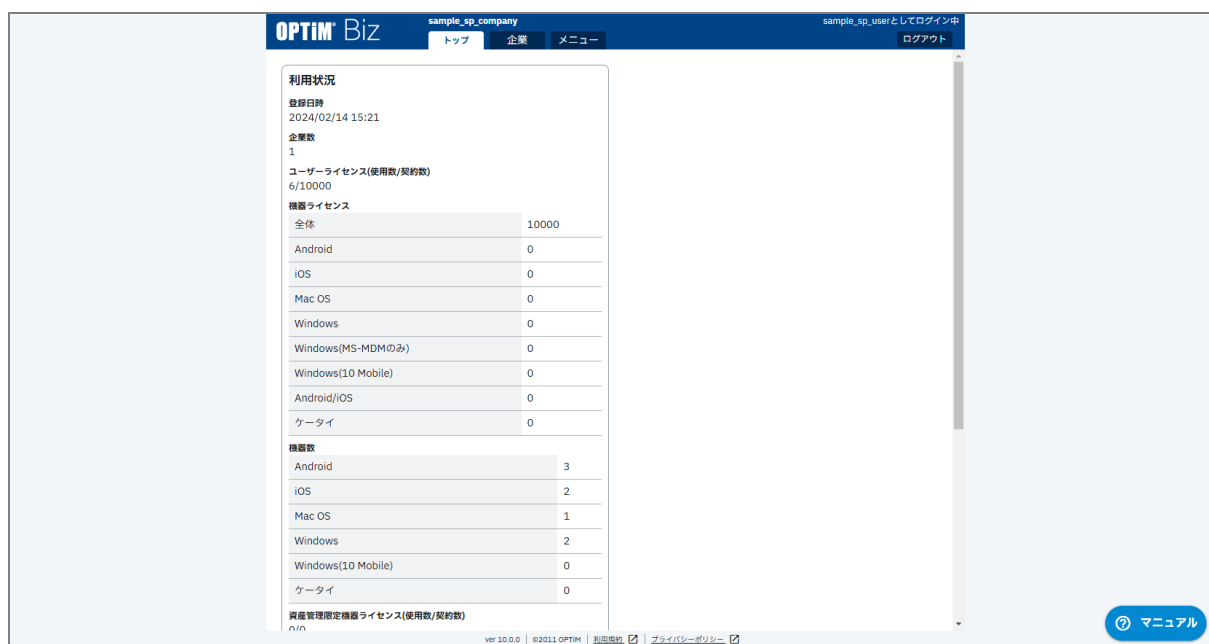 OPTiM® Biz
sample_sp_company
sample_sp_userとしてログイン中
トップ 企業 メニュー
ログアウト
利用状況
登録日時
2024/02/14 15:21
企業数
1
ユーザーライセンス(使用数/契約数)
6/10000
機器ライセンス
全体 10000
Android 0
iOS 0
Mac OS 0
Windows 0
Windows(MS-MDMのみ) 0
Windows(10 Mobile) 0
Android/iOS 0
ケータイ 0
機器数
Android 3
iOS 2
Mac OS 1
Windows 2
Windows(10 Mobile) 0
ケータイ 0
資産管理限定機器ライセンス(使用数/契約数)
0/0
ver 10.0.0 ©2011 OPTiM 利用規約 プライバシーポリシー
マニュアル